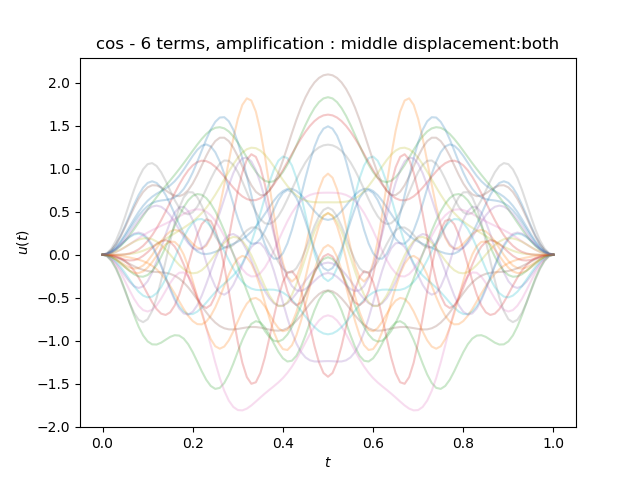 cos - 6 terms, amplification : middle displacement:both
2.0
1.5
1.0
0.5
0.0
−0.5
−1.0
−1.5
−2.0
u(t)
0.0 0.2 0.4 0.6 0.8 1.0
t